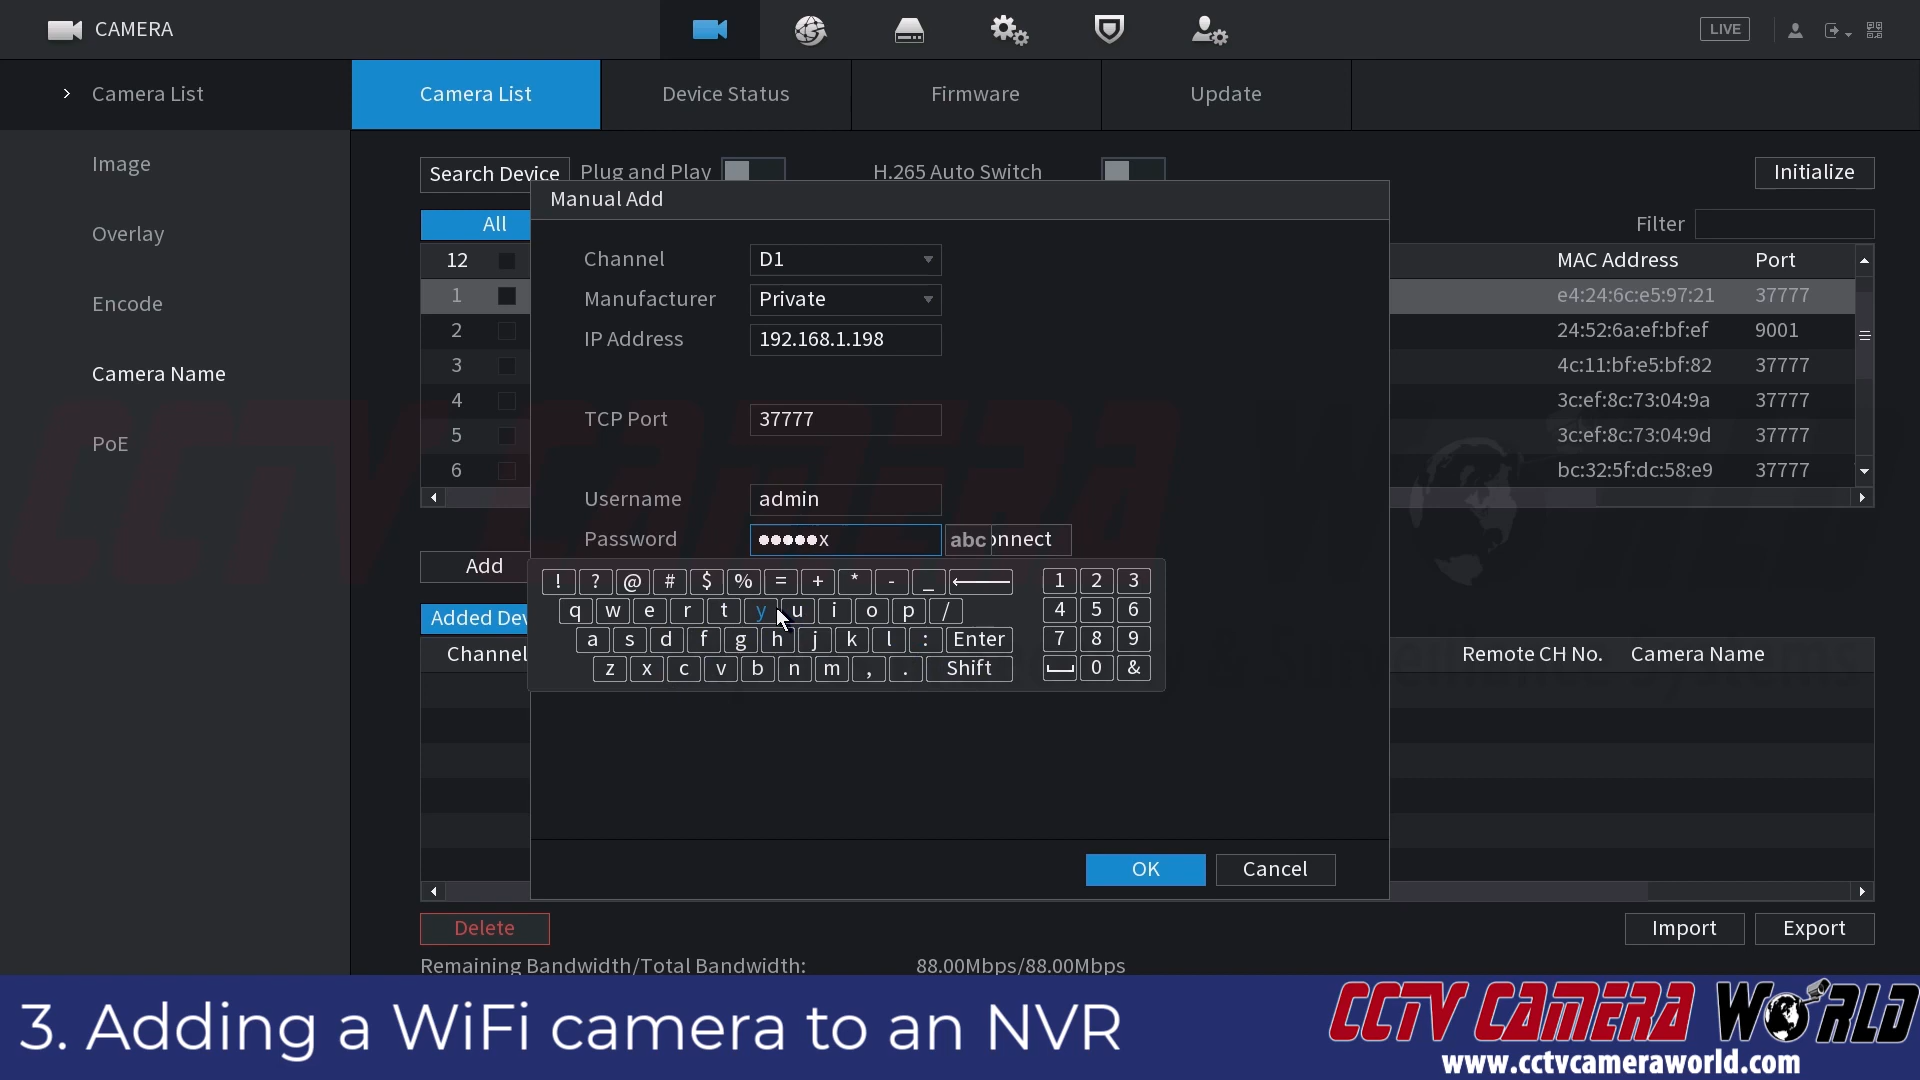 CAMERA
LIVE
Camera List
Image
Overlay
Encode
Camera Name
PoE
Camera List Device Status Firmware Update
Search Device Plug and Play H.265 Auto Switch Initialize
All Filter
12 MAC Address Port
1 e4:24:6c:e5:97:21 37777
2 24:52:6a:ef:bf:ef 9001
3 4c:11:bf:e5:bf:82 37777
4 3c:ef:8c:73:04:9a 37777
5 3c:ef:8c:73:04:9d 37777
6 bc:32:5f:dc:58:e9 37777
Manual Add
Channel D1
Manufacturer Private
IP Address 192.168.1.198
TCP Port 37777
Username admin
Password ●●●●●x abc nnect
! ? @ # $ % = + * - _ 1 2 3
q w e r t y u i o p / 4 5 6
a s d f g h j k l : Enter 7 8 9
z x c v b n m , . Shift 0 &
Add
Added Dev
Channel Remote CH No. Camera Name
OK Cancel
Delete Import Export
Remaining Bandwidth/Total Bandwidth: 88.00Mbps/88.00Mbps
3. Adding a WiFi camera to an NVR
CCTV CAMERA WORLD
www.cctvcameraworld.com